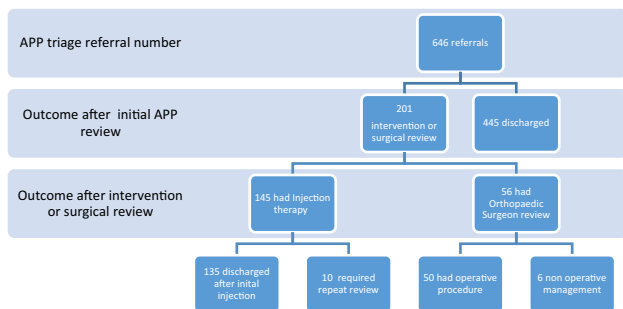 APP triage referral number
646 referrals
Outcome after initial APP
review
201
intervention or
surgical review
445 discharged
Outcome after intervention
or surgical review
145 had Injection
therapy
56 had
Orthopaedic
Surgeon review
135 discharged
after inital
injection
10 required
repeat review
50 had operative
procedure
6 non operative
management